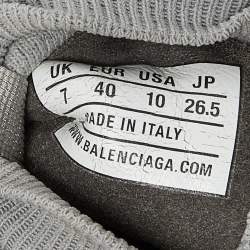 UK EUR USA JP
7 40 10 26.5
MADE IN ITALY
WWW.BALENCIAGA.COM